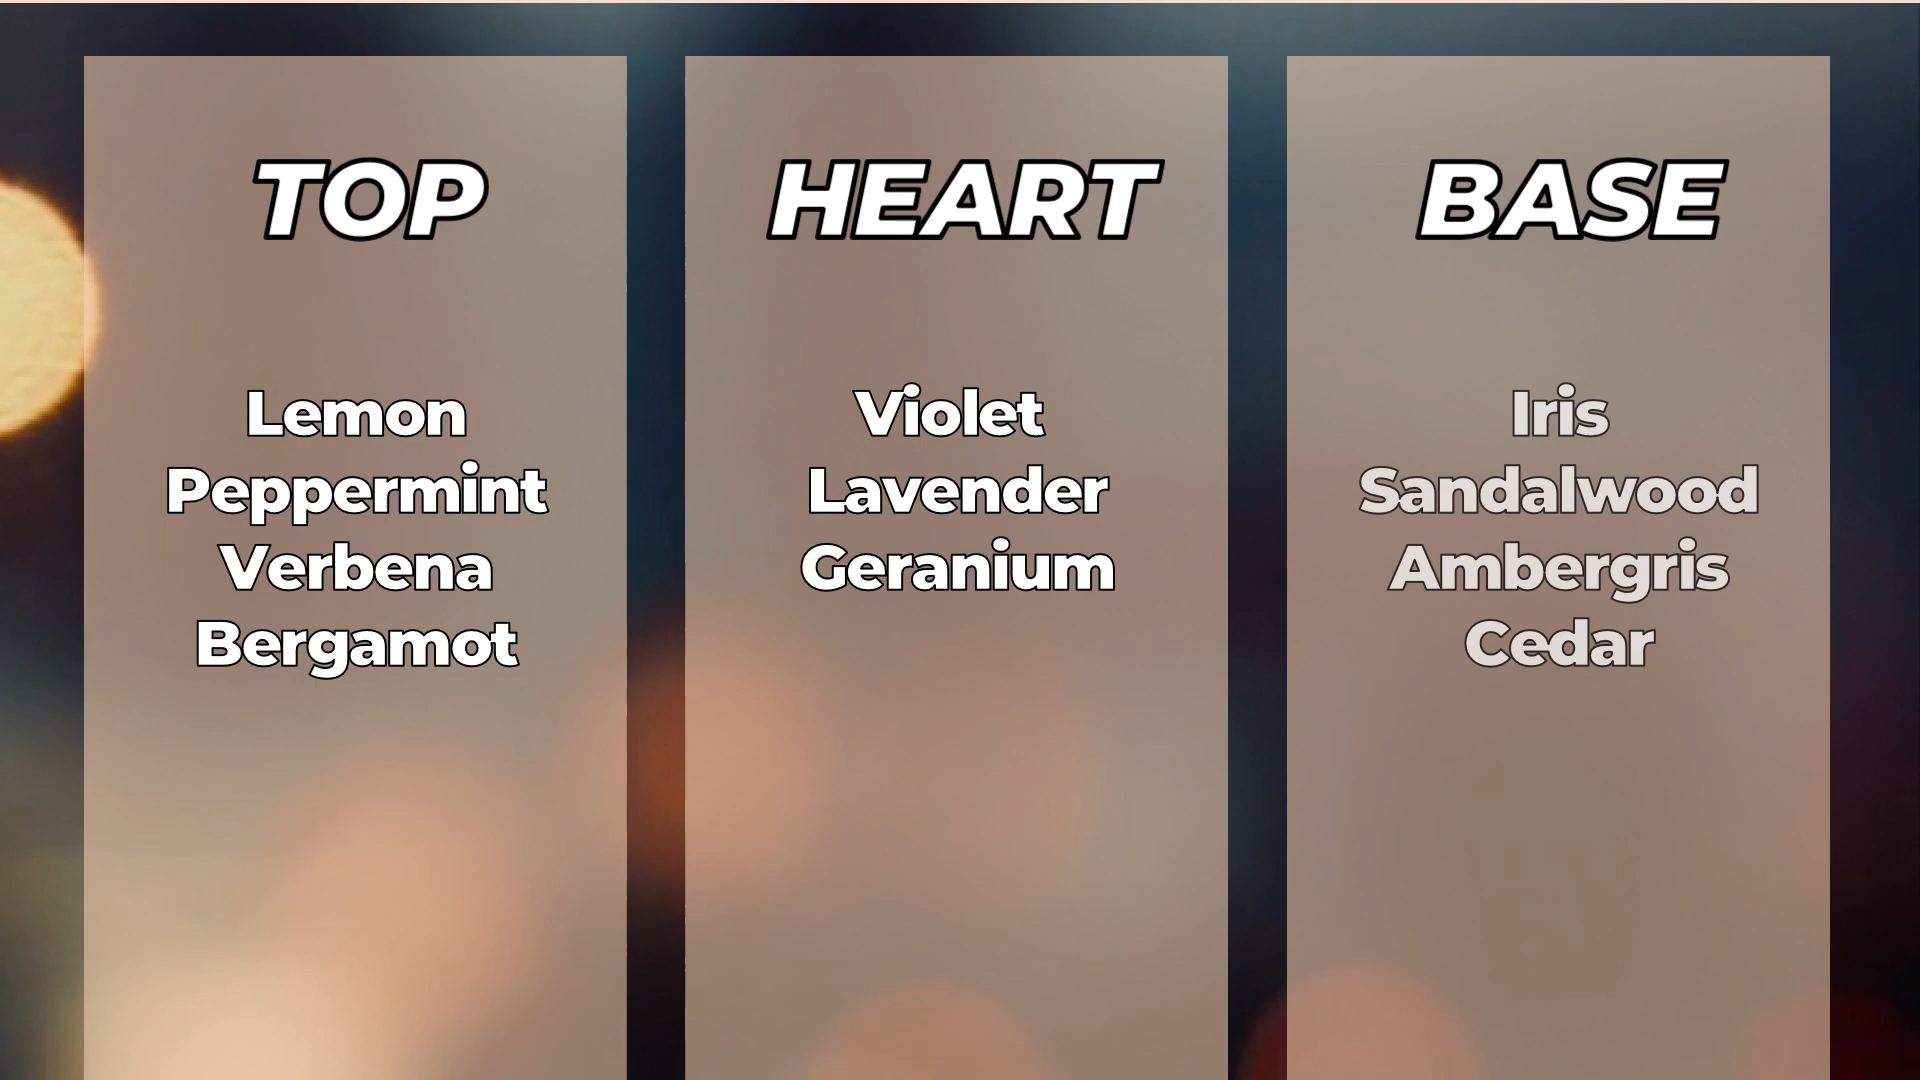 TOP
Lemon
Peppermint
Verbena
Bergamot
HEART
Violet
Lavender
Geranium
BASE
Iris
Sandalwood
Ambergris
Cedar